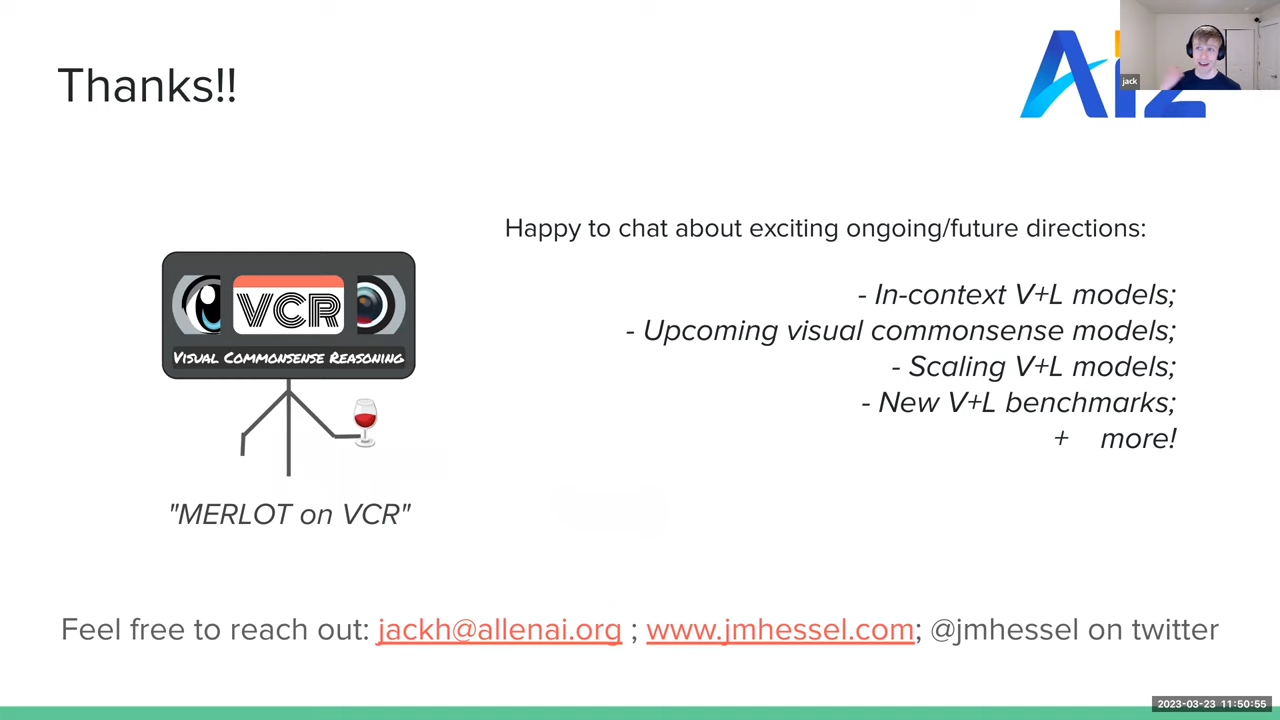 Thanks!!
jack
Happy to chat about exciting ongoing/future directions:
- In-context V+L models;
- Upcoming visual commonsense models;
- Scaling V+L models;
- New V+L benchmarks;
+ more!
VCR
VISUAL COMMONSENSE REASONING
"MERLOT on VCR"
Feel free to reach out: jackh@allenai.org ; www.jmhessel.com; @jmhessel on twitter
2023-03-23 11:50:55